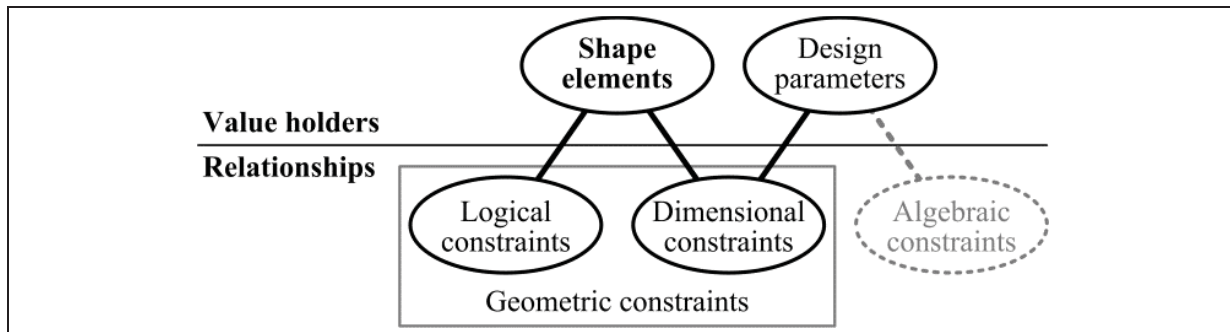 Shape
elements
Design
parameters
Value holders
Relationships
Logical
constraints
Dimensional
constraints
Algebraic
constraints
Geometric constraints